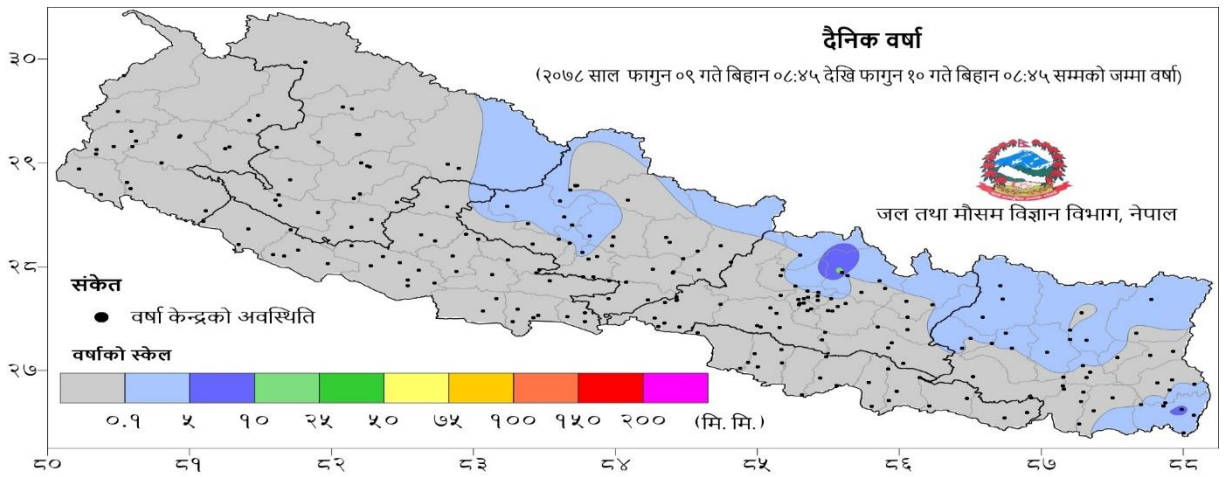 दैनिक वर्षा
(२०७८ साल फागुन ०९ गते बिहान ०८:४५ देखि फागुन १० गते बिहान ०८:४५ सम्मको जम्मा वर्षा)
जल तथा मौसम विज्ञान विभाग, नेपाल
संकेत
वर्षा केन्द्रको अवस्थिति
वर्षाको स्केल
०.१ ५ १० २५ ५० ७५ १०० १५० २०० (मि. मि.)
३०
२९
२८
२७
८० ८१ ८२ ८३ ८४ ८५ ८६ ८७ ८८